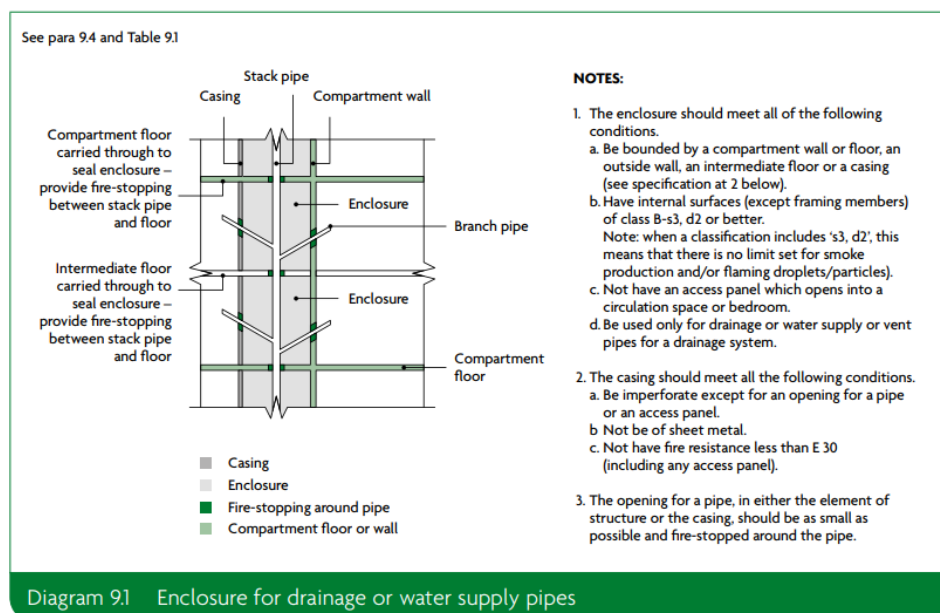 See para 9.4 and Table 9.1
Stack pipe
Casing
Compartment wall
Compartment floor
carried through to
seal enclosure –
provide fire-stopping
between stack pipe
and floor
Enclosure
Branch pipe
Intermediate floor
carried through to
seal enclosure –
provide fire-stopping
between stack pipe
and floor
Enclosure
Compartment
floor
Casing
Enclosure
Fire-stopping around pipe
Compartment floor or wall
NOTES:
1. The enclosure should meet all of the following
conditions.
a. Be bounded by a compartment wall or floor, an
outside wall, an intermediate floor or a casing
(see specification at 2 below).
b. Have internal surfaces (except framing members)
of class B-s3, d2 or better.
Note: when a classification includes ‘s3, d2’, this
means that there is no limit set for smoke
production and/or flaming droplets/particles).
c. Not have an access panel which opens into a
circulation space or bedroom.
d. Be used only for drainage or water supply or vent
pipes for a drainage system.
2. The casing should meet all the following conditions.
a. Be imperforate except for an opening for a pipe
or an access panel.
b Not be of sheet metal.
c. Not have fire resistance less than E 30
(including any access panel).
3. The opening for a pipe, in either the element of
structure or the casing, should be as small as
possible and fire-stopped around the pipe.
Diagram 9.1 Enclosure for drainage or water supply pipes